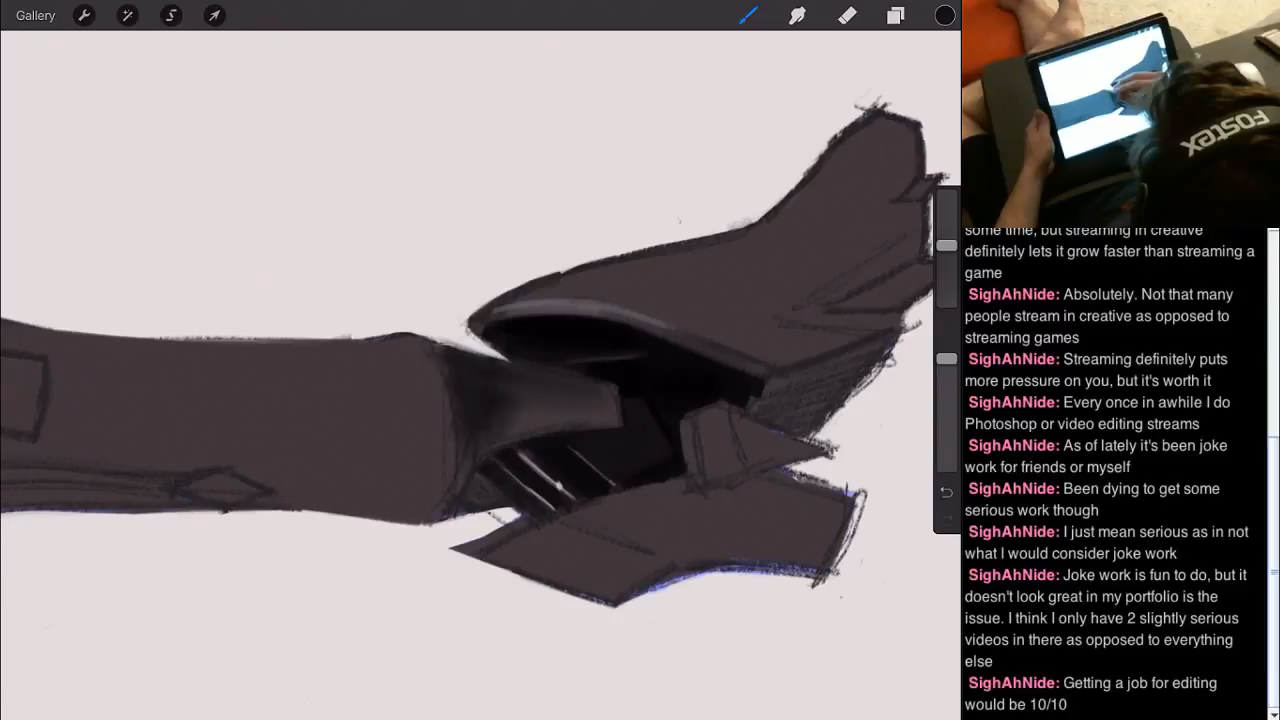 Gallery
FOSTEX
some time, but streaming in creative
definitely lets it grow faster than streaming a
game
SighAhNide: Absolutely. Not that many
people stream in creative as opposed to
streaming games
SighAhNide: Streaming definitely puts
more pressure on you, but it's worth it
SighAhNide: Every once in awhile I do
Photoshop or video editing streams
SighAhNide: As of lately it's been joke
work for friends or myself
SighAhNide: Been dying to get some
serious work though
SighAhNide: I just mean serious as in not
what I would consider joke work
SighAhNide: Joke work is fun to do, but it
doesn't look great in my portfolio is the
issue. I think I only have 2 slightly serious
videos in there as opposed to everything
else
SighAhNide: Getting a job for editing
would be 10/10